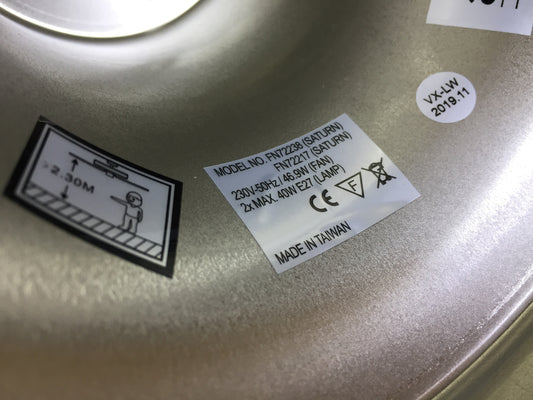 VX-LW
2019.11
>2.30M
MODEL NO. FN72238 (SATURN)
FN72217 (SATURN)
230V-50Hz / 46.9W (FAN)
2x MAX. 40W E27 (LAMP)
CE F
MADE IN TAIWAN